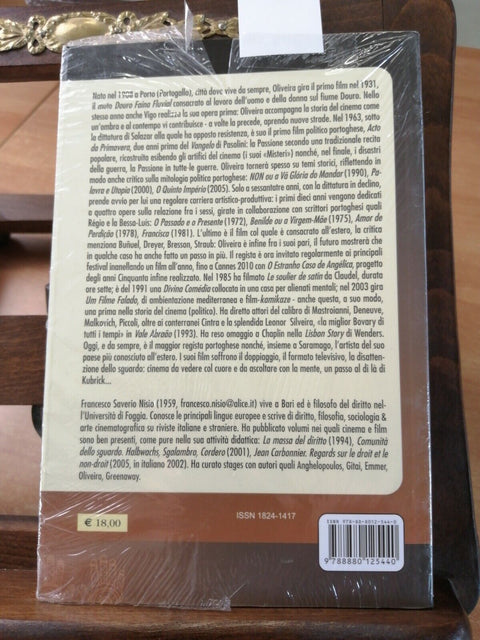 Nato nel 1908 a Porto (Portogallo), città dove vive da sempre, Oliveira gira il primo film nel 1931,
il muto Douro Faina Fluvial consacrato al lavoro dell'uomo e della donna sul fiume Douro. Nello
stesso anno anche Vigo realizza la sua opera prima: Oliveira accompagna la storia del cinema come
un'ombra e al contempo vi contribuisce - a volte la precede, aprendo nuove strade. Nel 1963, sotto
la dittatura di Salazar alla quale ha opposto resistenza, è suo il primo film politico portoghese, Acto
da Primavera, due anni prima del Vangelo di Pasolini: la Passione secondo una tradizione recita
popolare, ricostruita esibendo gli artifici del cinema (i suoi «Misteri») nonché, nel finale, i disastri
della guerra, la Passione in tutte le guerre. Oliveira tornerà spesso su temi storici, riflettendo in
modo anche critico sulla mitologia politica portoghese: NON ou a Vã Glória do Mandar (1990), Pa-
lavra e Utopia (2000), O Quinto Império (2005). Solo a sessantatre anni, con la dittatura in declino,
prende avvio per lui una regolare carriera artistico-produttiva: i primi dieci vengono dedicati
a quattro opere sulla relazione fra i sessi, girate in collaborazione con scrittori portoghesi quali
Régio e la Bessa-Luis: O Passado e o Presente (1972), Benilde ou a Virgem-Mãe (1975), Amor de
Perdição (1978), Francisca (1981). L'ultimo è il film col quale è consacrato all'estero, la critica
menziona Buñuel, Dreyer, Bresson, Straub: Oliveira è infine fra i suoi pari, il futuro mostrerà che
in qualche caso ha anche fatto un passo in più. Il regista è ora invitato regolarmente ai principali
festival inanellando un film all'anno, fino a Cannes 2010 con O Estranho Caso de Angélica, progetto
degli anni Cinquanta infine realizzato. Nel 1985 ha filmato Le soulier de satin da Claudel, durata
ore sette; è del 1991 una Divina Comédia collocata in una casa per alienati mentali; nel 2003 gira
Um Filme Falado, di ambientazione mediterranea e film-kamikaze - anche questa, a suo modo,
una prima nella storia del cinema (politico). Ha diretto attori del calibro di Mastroianni, Deneuve,
Malkovich, Piccoli, altre ai conterranei Cintra e la splendida Leonor Silveira, «la miglior Bovary di
tutti i tempi» in Vale Abraão (1993). Ha reso omaggio a Chaplin nello Lisbon Story di Wenders.
Oggi, e da sempre, è il maggior regista portoghese nonché, insieme a Saramago, l'artista del suo
paese più conosciuto all'estero. I suoi film soffrono il doppiaggio, il formato televisivo, la disatten-
zione dello sguardo: cinema da vedere col cuore e da ascoltare con la mente, un passo al di là di
Kubrick...
Francesco Saverio Nisio (1959, francesco.nisio@alice.it) vive a Bari ed è filosofo del diritto nel-
l'Università di Foggia. Conosce le principali lingue europee e scrive di diritto, filosofia, sociologia &
arte cinematografica su riviste italiane e straniere. Ha pubblicato volumi nei quali cinema e film
sono ben presenti, come pure nella sua attività didattica: La massa del diritto (1994), Comunità
dello sguardo. Halbwachs, Sgalambro, Cordero (2001), Jean Carbonnier. Regards sur le droit et le
non-droit (2005, in italiano 2002). Ha curato stages con autori quali Anghelopoulos, Gitai, Emmer,
Oliveira, Greenaway.
€ 18,00
ISSN 1824-1417
ISBN 978-88-8012-544-0
9 788880 125440